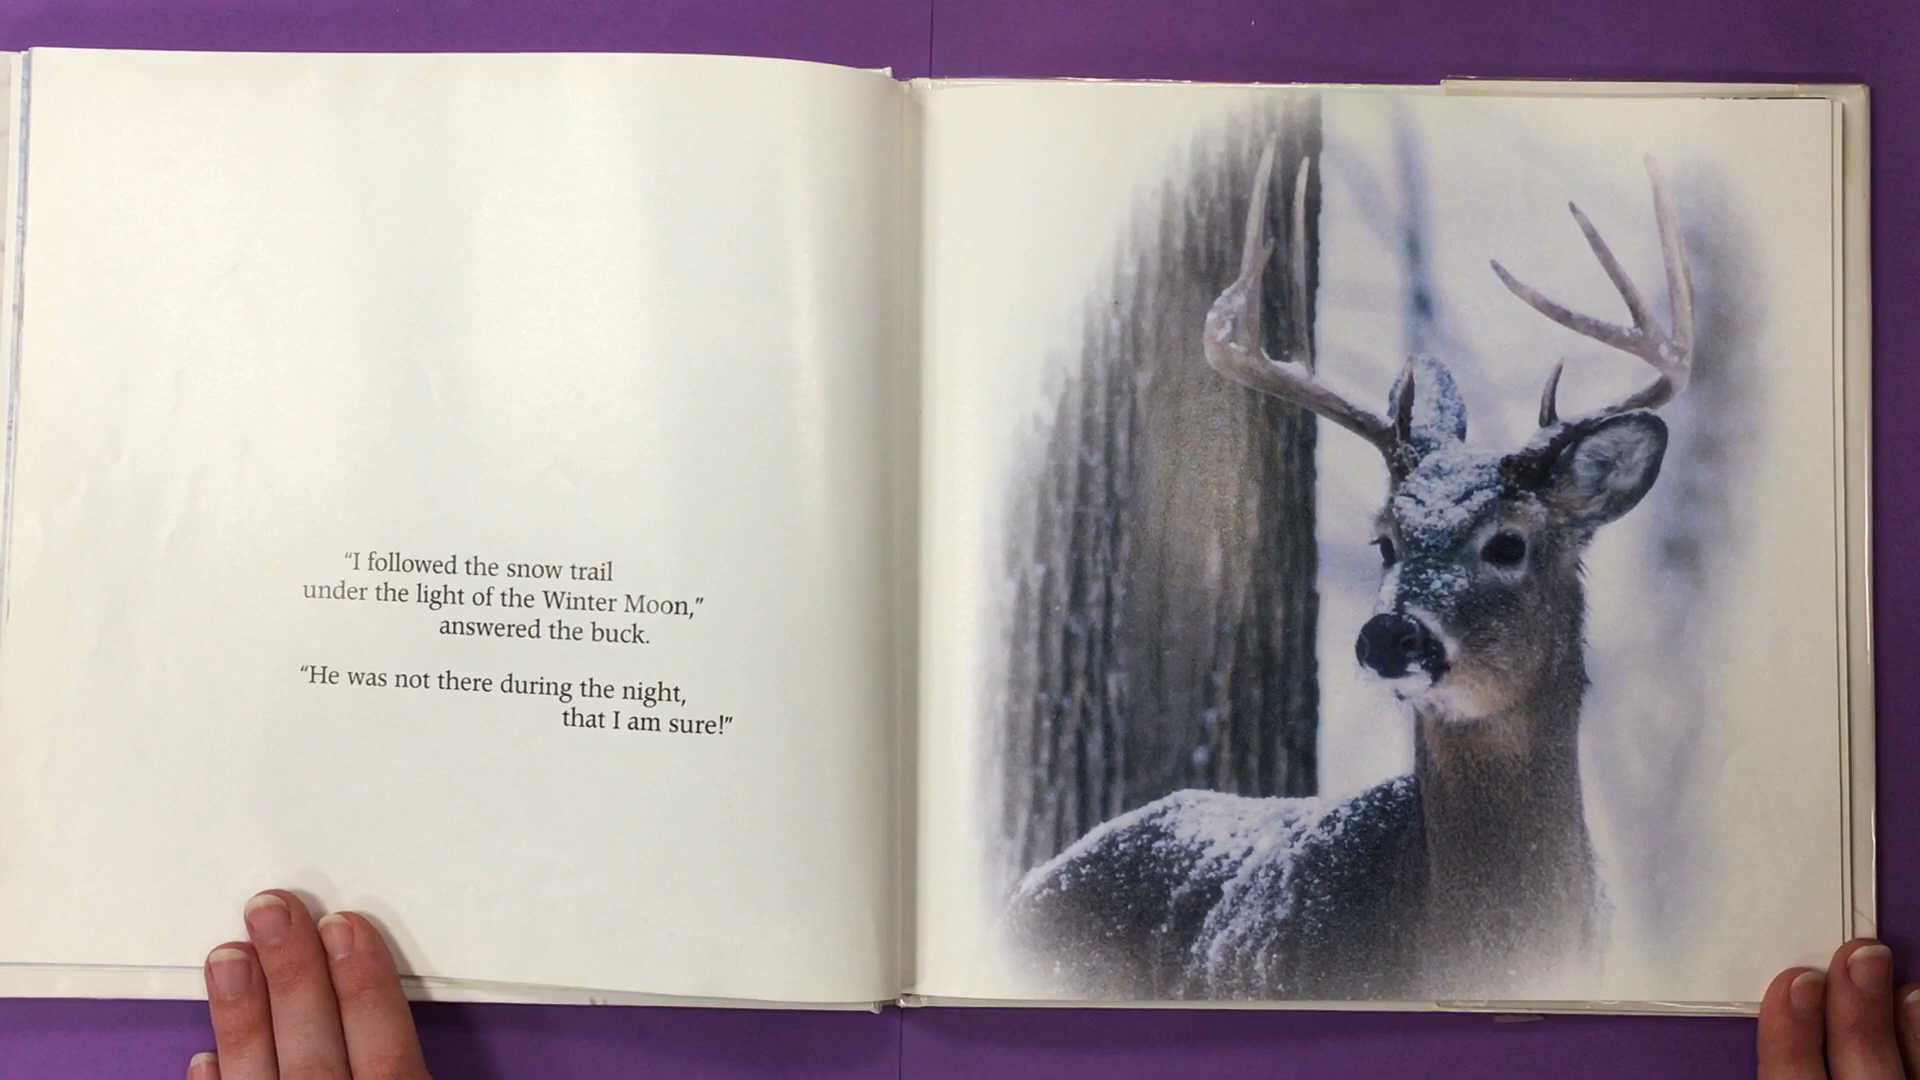 “I followed the snow trail
under the light of the Winter Moon,”
answered the buck.
“He was not there during the night,
that I am sure!”